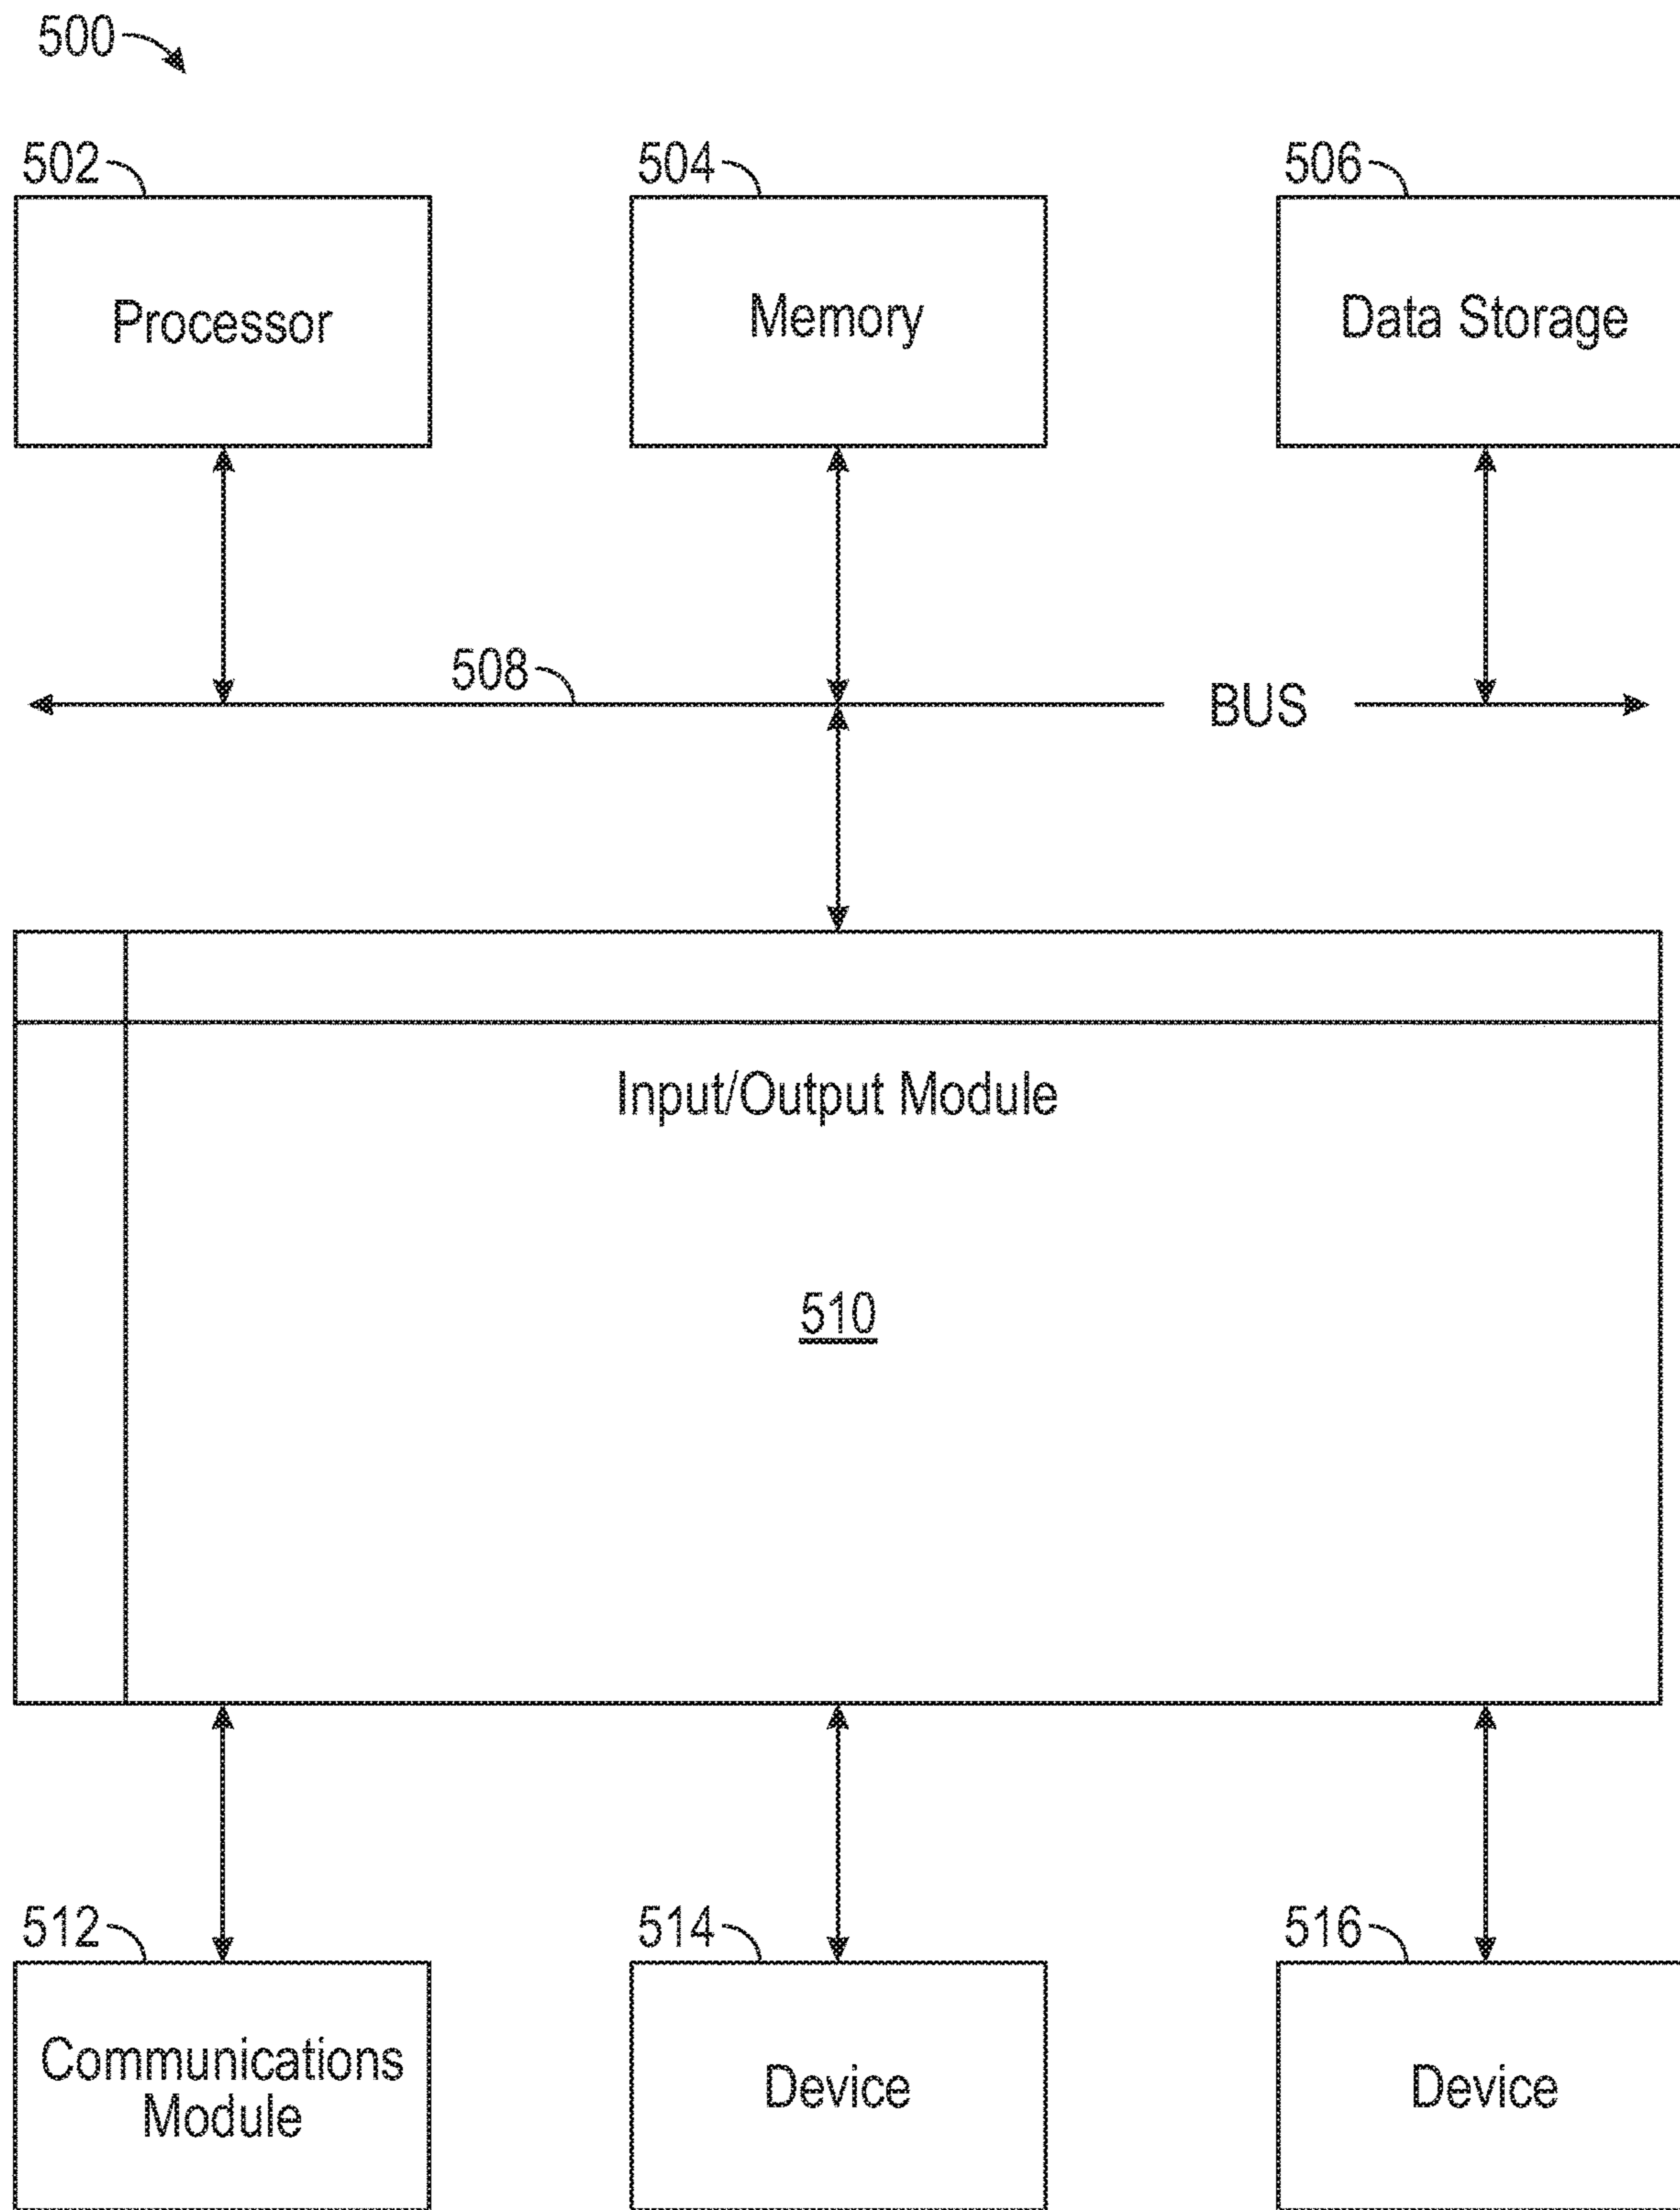 500
502
504
506
Processor
Memory
Data Storage
508
BUS
Input/Output Module
510
512
514
516
Communications
Module
Device
Device